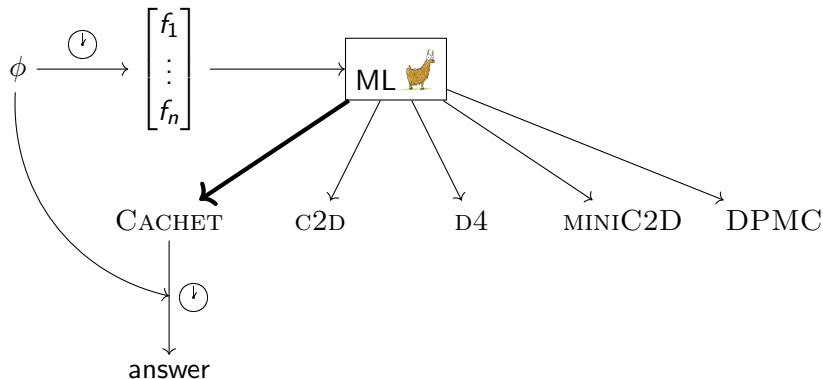 ϕ
f1
⋮
fn
ML
CACHET C2D D4 MINIC2D DPMC
answer